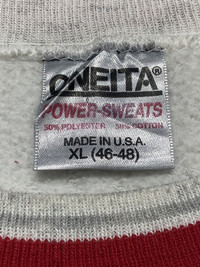 ONEITA®
POWER-SWEATS
50% POLYESTER 50% COTTON
MADE IN U.S.A.
XL (46-48)